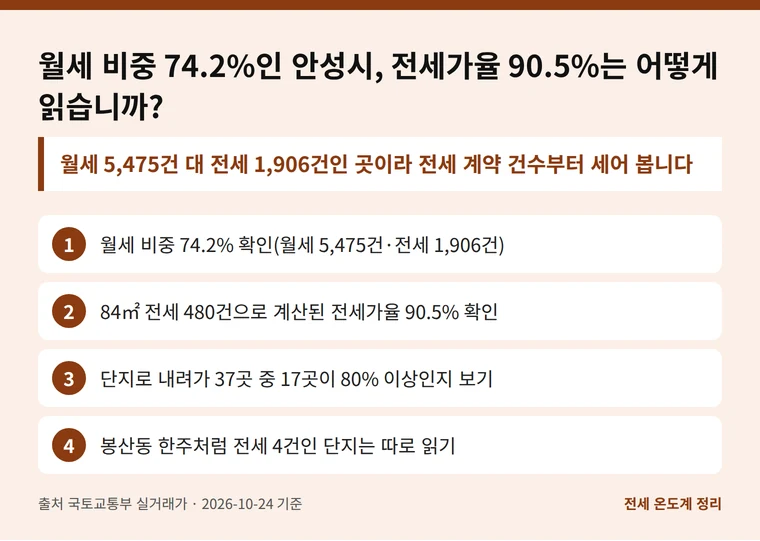 월세 비중 74.2%인 안성시, 전세가율 90.5%는 어떻게
읽습니까?
월세 5,475건 대 전세 1,906건인 곳이라 전세 계약 건수부터 세어 봅니다
1 월세 비중 74.2% 확인(월세 5,475건·전세 1,906건)
2 84㎡ 전세 480건으로 계산된 전세가율 90.5% 확인
3 단지로 내려가 37곳 중 17곳이 80% 이상인지 보기
4 봉산동 한주처럼 전세 4건인 단지는 따로 읽기
출처 국토교통부 실거래가 · 2026-10-24 기준
전세 온도계 정리